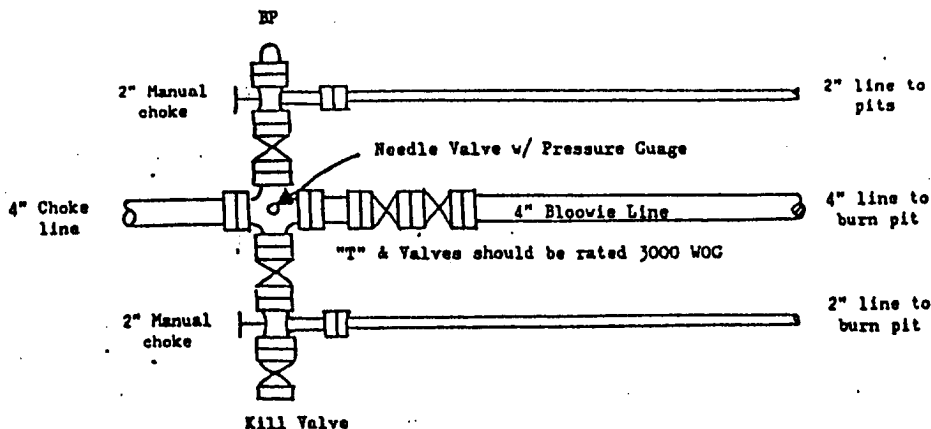 BP
2" Manual
choke
2" line to
pits
Needle Valve w/ Pressure Guage
4" Choke
line
4" Bloowie Line
4" line to
burn pit
"T" & Valves should be rated 3000 WOG
2" Manual
choke
2" line to
burn pit
Kill Valve